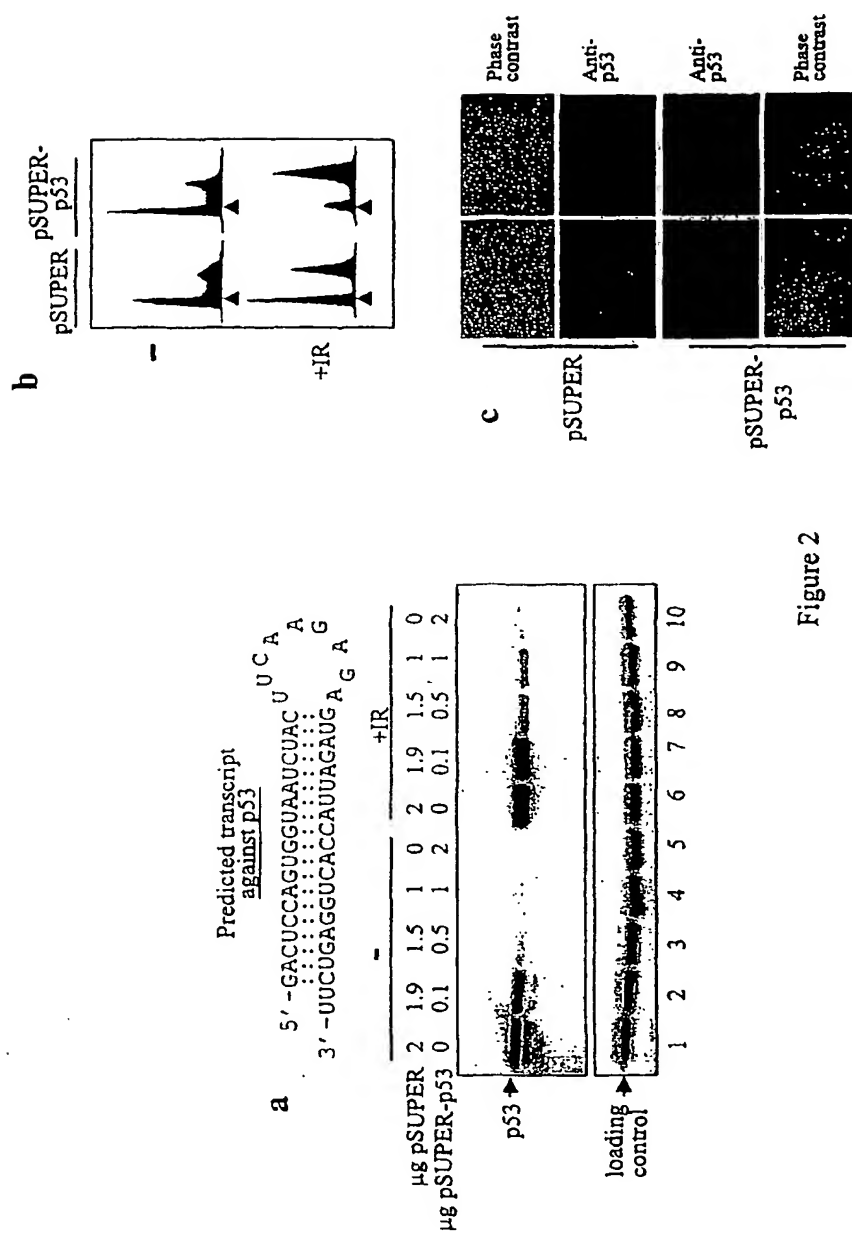 a
Predicted transcript
against p53
5' -GACUCCAGUGGUAAUCUAC
U U C A A G A G A
3' -UUCUGAGGUCACCAUUAGAUG
- +IR
µg pSUPER 2 1.9 1.5 1 0 2 1.9 1.5 1 0
µg pSUPER-p53 0 0.1 0.5 1 2 0 0.1 0.5 1 2
p53
loading
control
1 2 3 4 5 6 7 8 9 10
b
pSUPER pSUPER-
p53
-
+IR
c
pSUPER
pSUPER-
p53
Phase
contrast
Anti-
p53
Anti-
p53
Phase
contrast
Figure 2